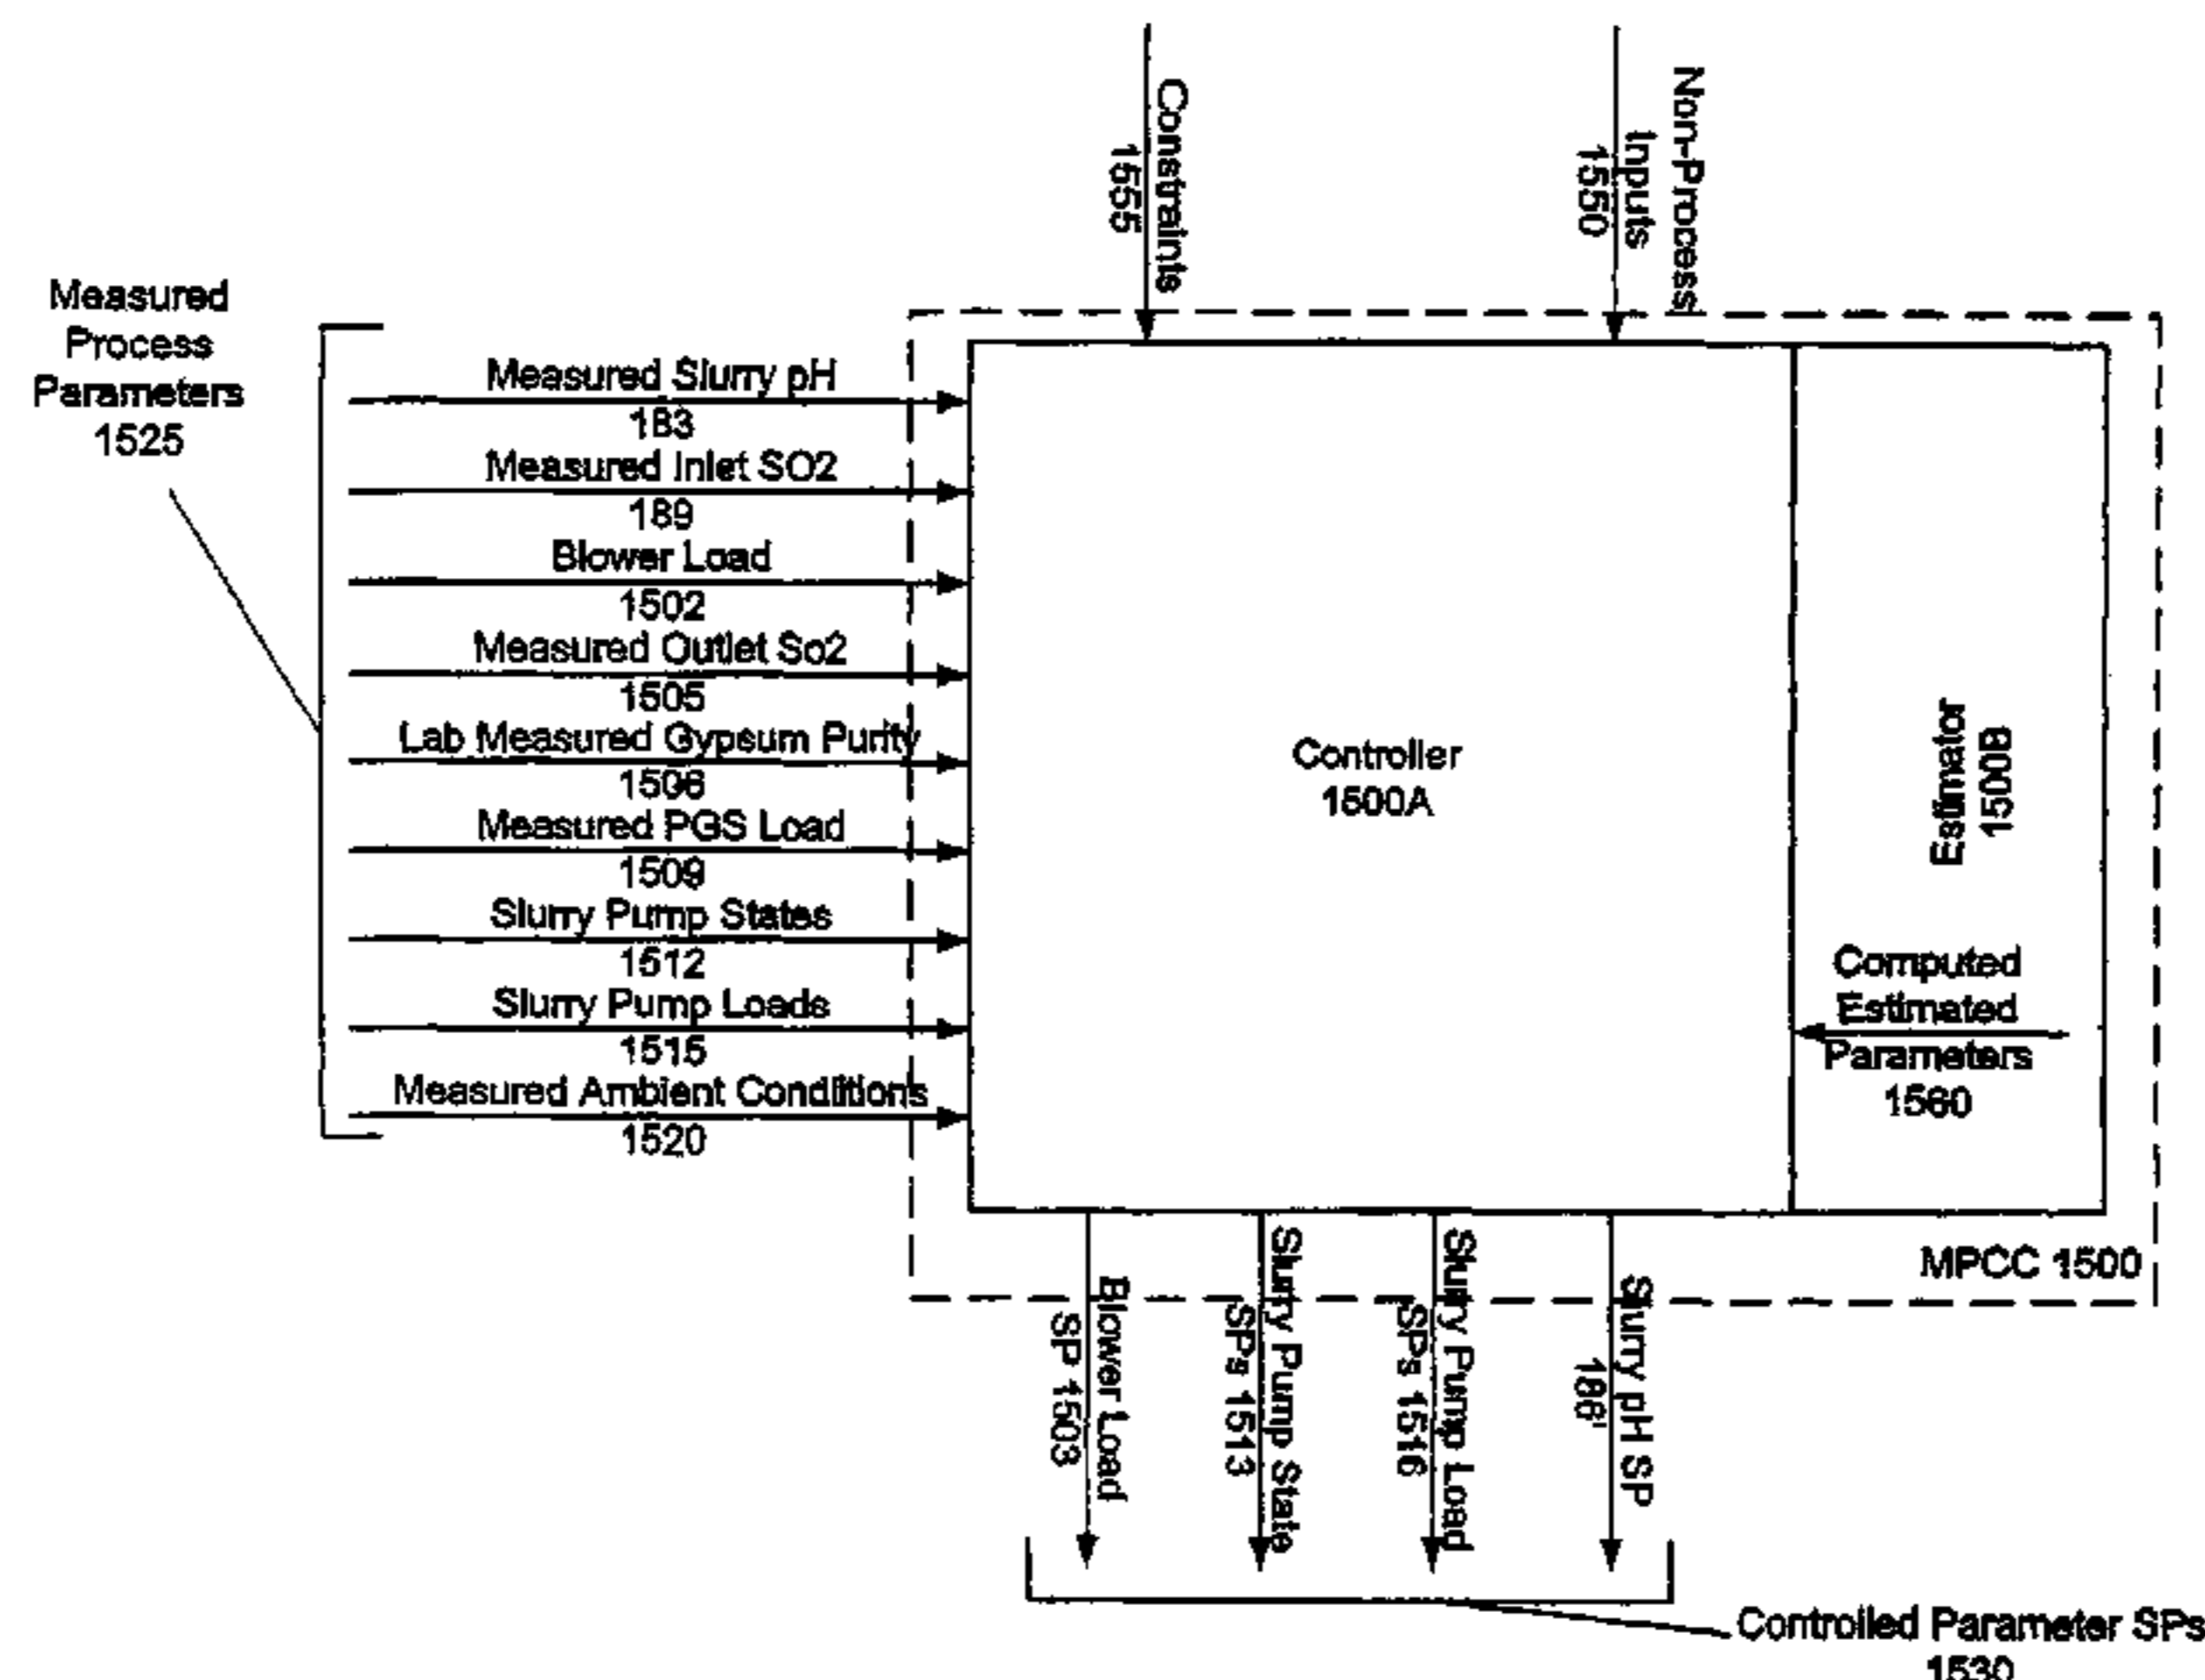 Constraints
1555
Non-Process
Inputs
1550
Measured
Process
Parameters
1525
Measured Slurry pH
183
Measured Inlet SO2
189
Blower Load
1502
Measured Outlet So2
1505
Lab Measured Gypsum Purity
1506
Measured PGS Load
1509
Slurry Pump States
1512
Slurry Pump Loads
1515
Measured Ambient Conditions
1520
Controller
1500A
Estimator
1500B
Computed
Estimated
Parameters
1560
MPCC 1500
Blower Load
SP 1503
Slurry Pump State
SPs 1513
Slurry Pump Load
SPs 1516
Slurry pH SP
186'
Controlled Parameter SPs
1530